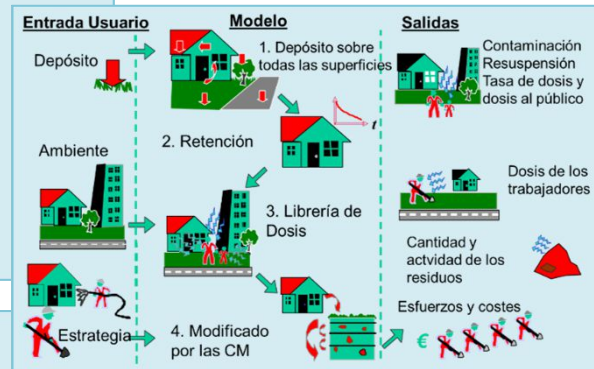 Entrada Usuario
Modelo
Salidas
Depósito
1. Depósito sobre
todas las superficies
Contaminación
Resuspensión
Tasa de dosis y
dosis al público
t
2. Retención
Ambiente
Dosis de los
trabajadores
3. Librería de
Dosis
Cantidad y
actvidad de los
residuos
Estrategia
4. Modificado
por las CM
Esfuerzos y costes
€